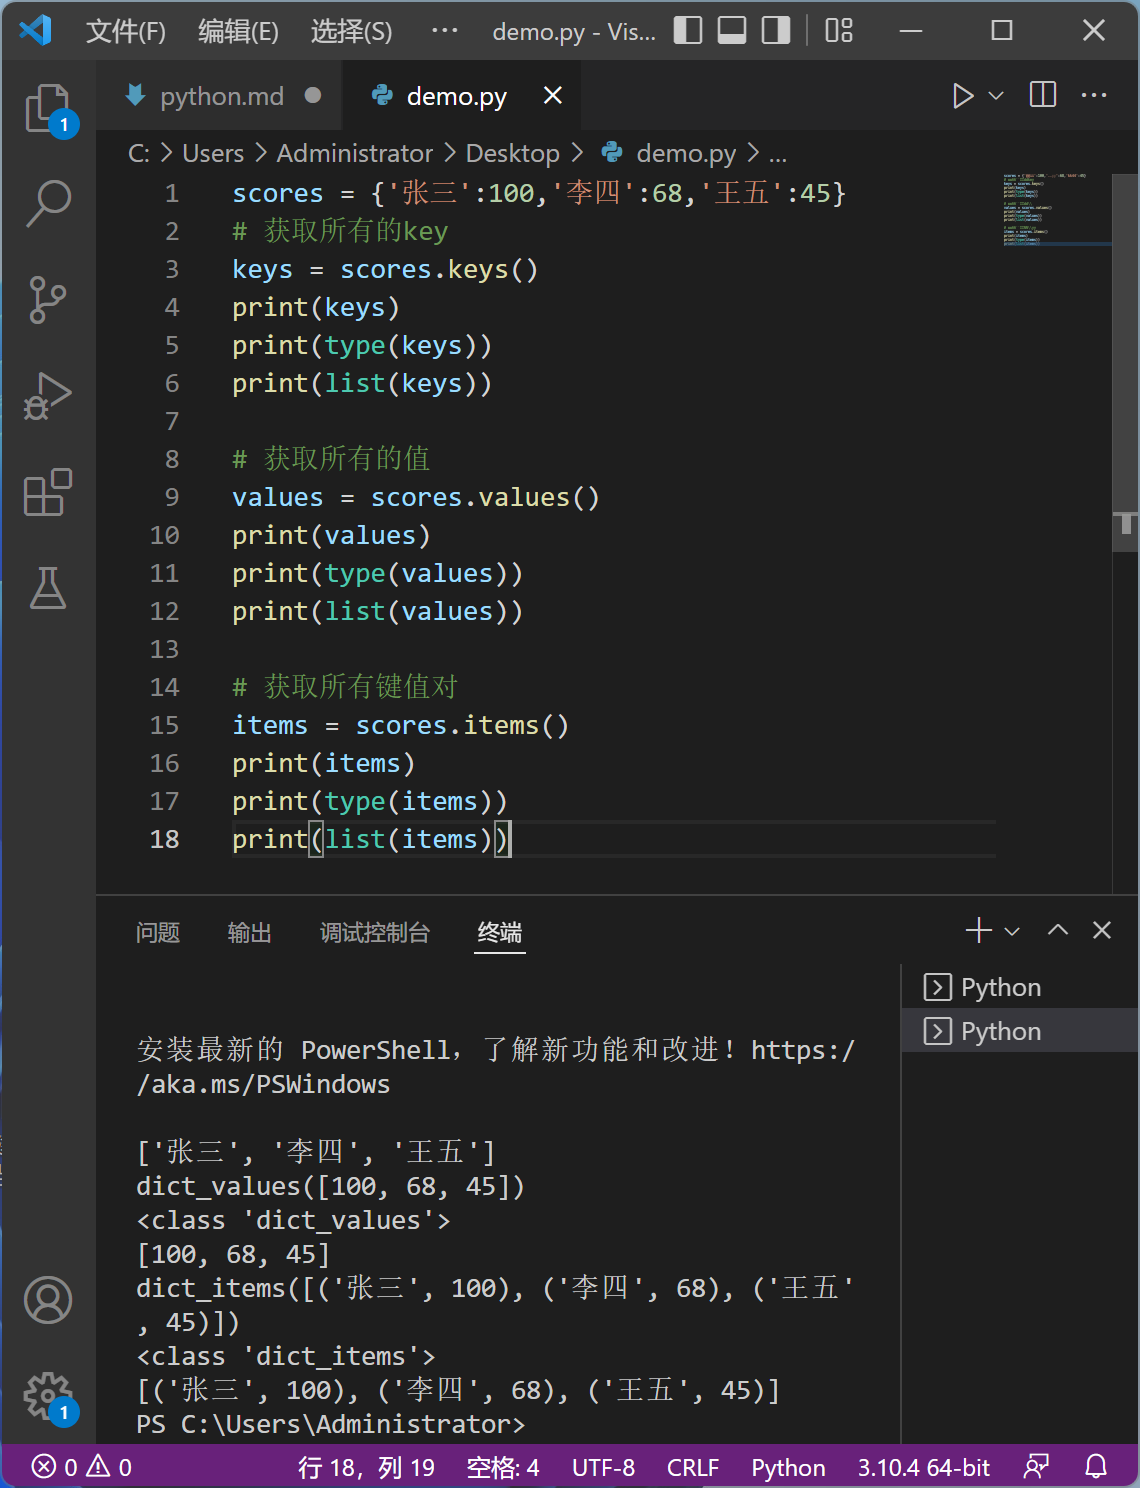 文件(F) 编辑(E) 选择(S) ··· demo.py - Vis...
python.md demo.py
C: > Users > Administrator > Desktop > demo.py > ...
1 scores = {'张三':100,'李四':68,'王五':45}
2 # 获取所有的key
3 keys = scores.keys()
4 print(keys)
5 print(type(keys))
6 print(list(keys))
7
8 # 获取所有的值
9 values = scores.values()
10 print(values)
11 print(type(values))
12 print(list(values))
13
14 # 获取所有键值对
15 items = scores.items()
16 print(items)
17 print(type(items))
18 print(list(items))
1
问题 输出 调试控制台 终端
Python
Python
安装最新的 PowerShell，了解新功能和改进！https:/
/aka.ms/PSWindows
['张三', '李四', '王五']
dict_values([100, 68, 45])
<class 'dict_values'>
[100, 68, 45]
dict_items([('张三', 100), ('李四', 68), ('王五'
, 45)])
<class 'dict_items'>
[('张三', 100), ('李四', 68), ('王五', 45)]
PS C:\Users\Administrator>
1
0 0 行 18，列 19 空格: 4 UTF-8 CRLF Python 3.10.4 64-bit